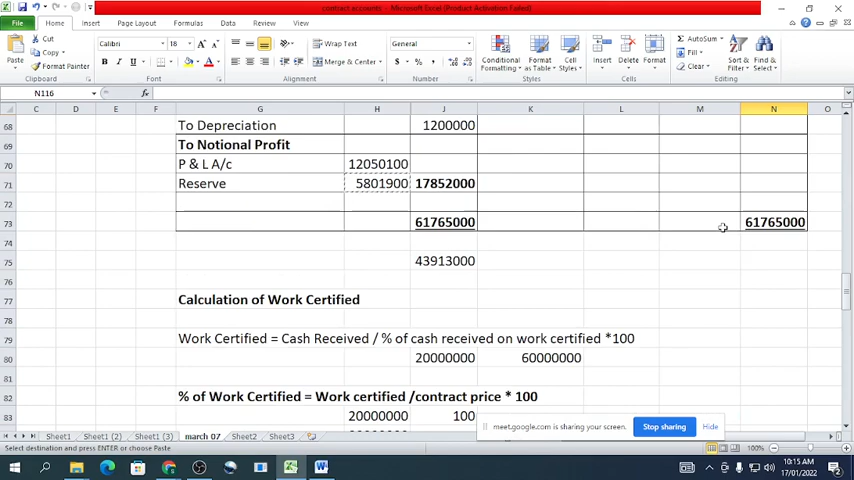 contract accounts - Microsoft Excel (Product Activation Failed)
File Home Insert Page Layout Formulas Data Review View
Paste Cut Copy Format Painter Clipboard
Calibri 18 B I U Font
Wrap Text Merge & Center Alignment
General $ % , Number
Conditional Formatting Format as Table Cell Styles Styles
Insert Delete Format Cells
AutoSum Fill Clear Sort & Filter Find & Select Editing
N116 fx
C D E F G H J K L M N O
68 To Depreciation 1200000
69 To Notional Profit
70 P & L A/c 12050100
71 Reserve 5801900 17852000
72
73 61765000 61765000
74
75 43913000
76
77 Calculation of Work Certified
78
79 Work Certified = Cash Received / % of cash received on work certified *100
80 20000000 60000000
81
82 % of Work Certified = Work certified /contract price * 100
83 20000000 100
meet.google.com is sharing your screen. Stop sharing Hide
Sheet1 Sheet1 (2) Sheet1 (3) march 07 Sheet2 Sheet3
Select destination and press ENTER or choose Paste 100%
10:15 AM
17/01/2022